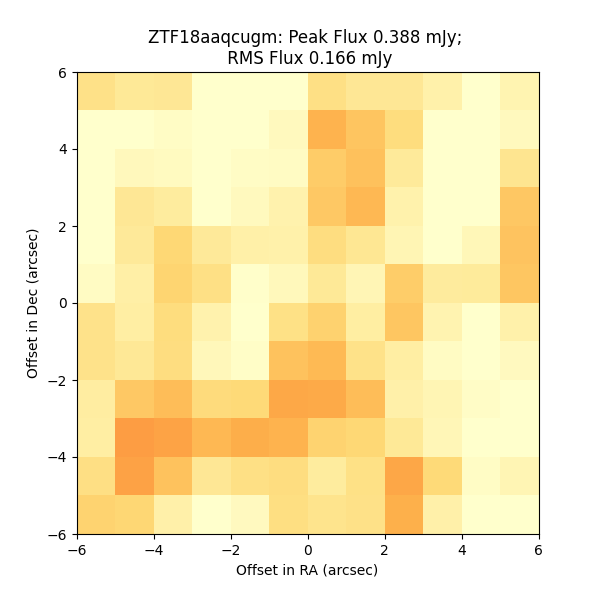 ZTF18aaqcugm: Peak Flux 0.388 mJy;
RMS Flux 0.166 mJy
6
4
2
0
−2
−4
−6
Offset in Dec (arcsec)
−6 −4 −2 0 2 4 6
Offset in RA (arcsec)